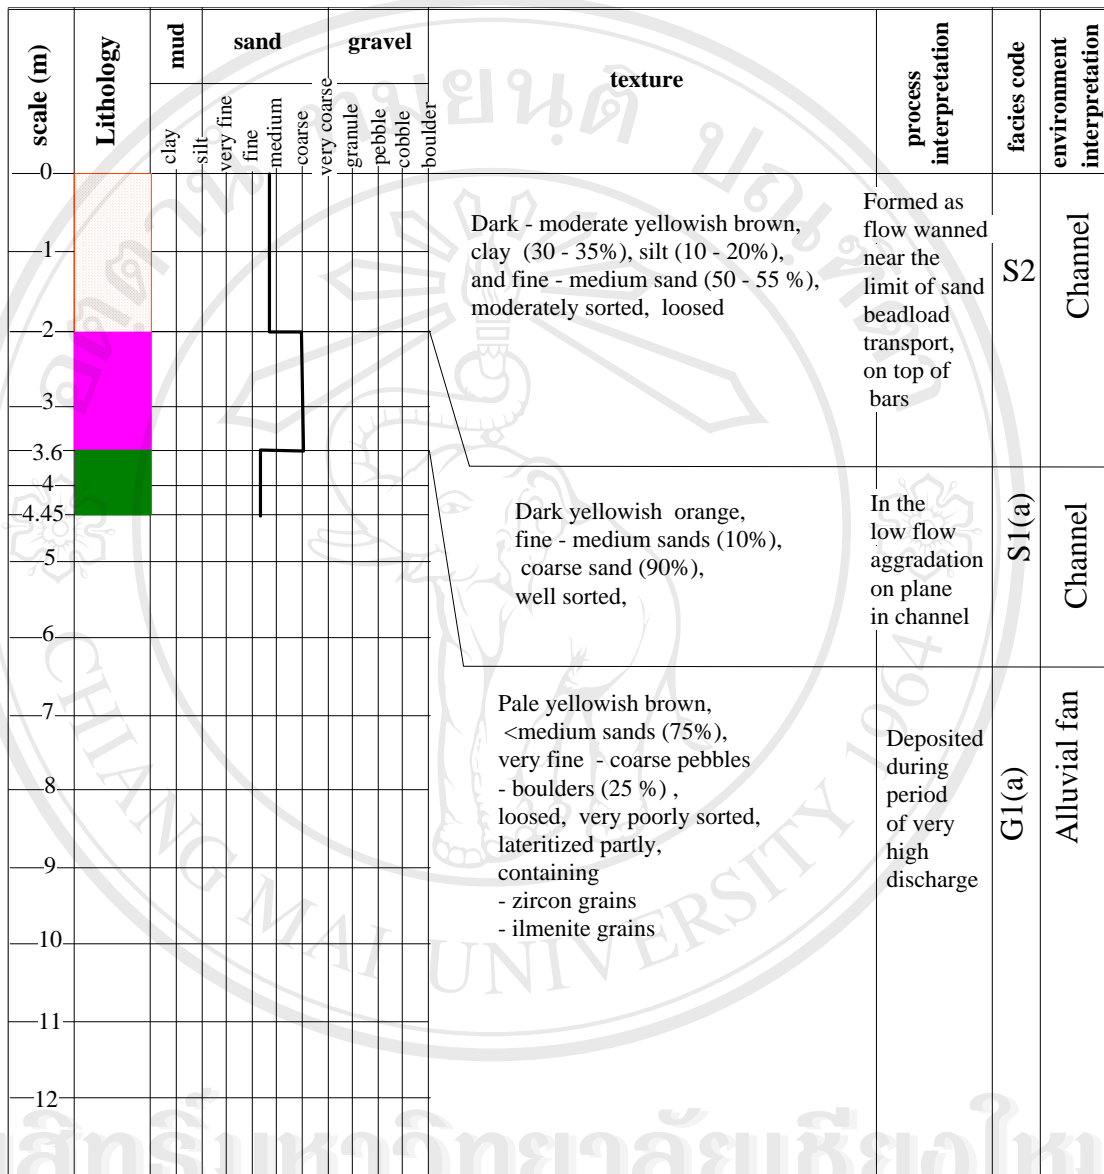 scale (m)
Lithology
mud
sand
gravel
clay
silt
very fine
fine
medium
coarse
very coarse
granule
pebble
cobble
boulder
texture
process
interpretation
facies code
environment
interpretation
0
1
2
3
3.6
4
4.45
5
6
7
8
9
10
11
12
Dark - moderate yellowish brown,
clay (30 - 35%), silt (10 - 20%),
and fine - medium sand (50 - 55 %),
moderately sorted, loosed
Formed as
flow wanned
near the
limit of sand
beadload
transport,
on top of
bars
S2
Channel
Dark yellowish orange,
fine - medium sands (10%),
coarse sand (90%),
well sorted,
In the
low flow
aggradation
on plane
in channel
S1(a)
Channel
Pale yellowish brown,
<medium sands (75%),
very fine - coarse pebbles
- boulders (25 %) ,
loosed, very poorly sorted,
lateritized partly,
containing
- zircon grains
- ilmenite grains
Deposited
during
period
of very
high
discharge
G1(a)
Alluvial fan
CHIANG MAI UNIVERSITY 1964